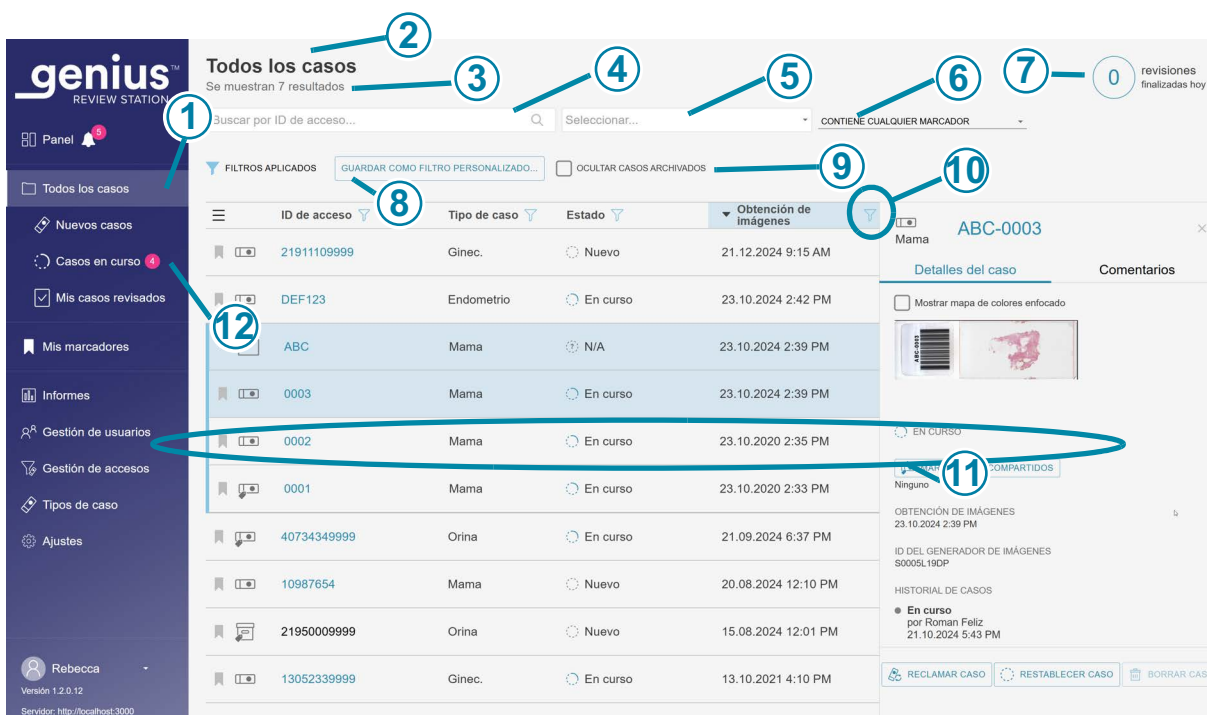 genius™
REVIEW STATION
Panel 5
Todos los casos
Nuevos casos
Casos en curso 4
Mis casos revisados
Mis marcadores
Informes
Gestión de usuarios
Gestión de accesos
Tipos de caso
Ajustes
Rebecca
Versión 1.2.0.12
Servidor: http://localhost:3000
1
2
3
4
5
6
7
8
9
10
11
12
Todos los casos
Se muestran 7 resultados
0 revisiones
finalizadas hoy
Buscar por ID de acceso...
Seleccionar...
CONTIENE CUALQUIER MARCADOR
FILTROS APLICADOS
GUARDAR COMO FILTRO PERSONALIZADO...
OCULTAR CASOS ARCHIVADOS
ID de acceso Tipo de caso Estado Obtención de
imágenes
21911109999 Ginec. Nuevo 21.12.2024 9:15 AM
DEF123 Endometrio En curso 23.10.2024 2:42 PM
ABC Mama N/A 23.10.2024 2:39 PM
0003 Mama En curso 23.10.2024 2:39 PM
0002 Mama En curso 23.10.2020 2:35 PM
0001 Mama En curso 23.10.2020 2:33 PM
40734349999 Orina En curso 21.09.2024 6:37 PM
10987654 Mama Nuevo 20.08.2024 12:10 PM
21950009999 Orina Nuevo 15.08.2024 12:01 PM
13052339999 Ginec. En curso 13.10.2021 4:10 PM
Mama
ABC-0003
Detalles del caso Comentarios
Mostrar mapa de colores enfocado
ABC-0003
EN CURSO
COMPARTIDOS
Ninguno
OBTENCIÓN DE IMÁGENES
23.10.2024 2:39 PM
ID DEL GENERADOR DE IMÁGENES
S0005L19DP
HISTORIAL DE CASOS
En curso
por Roman Feliz
21.10.2024 5:43 PM
RECLAMAR CASO
RESTABLECER CASO
BORRAR CAS